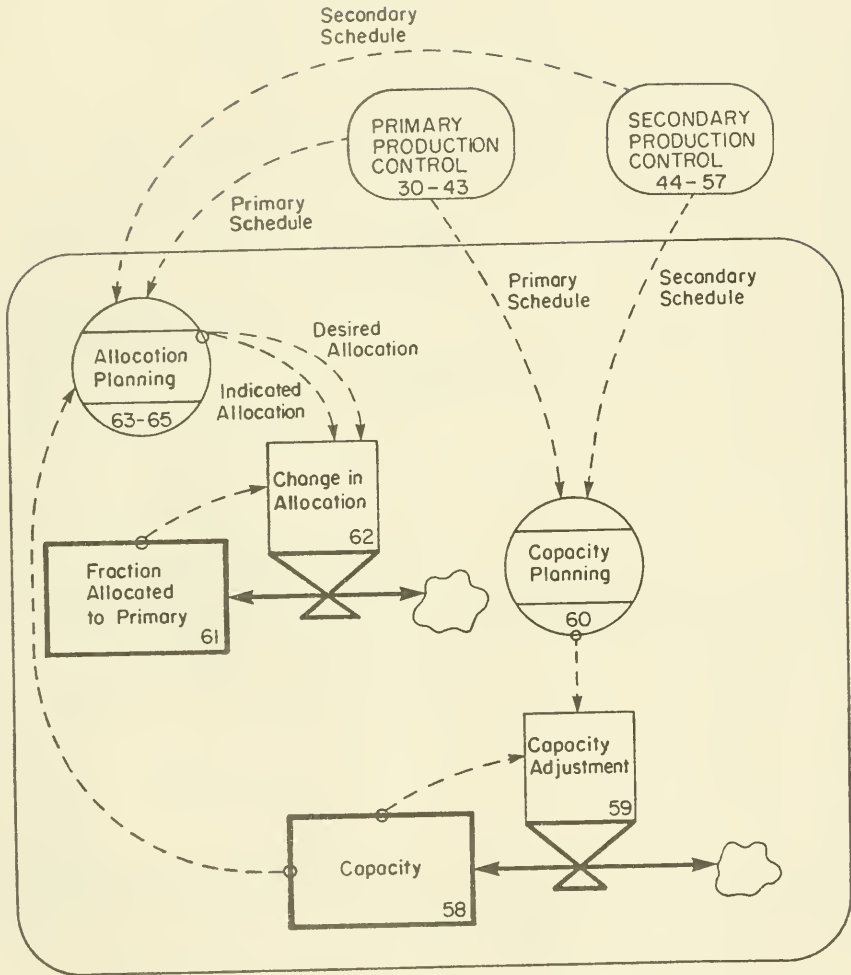 Secondary
Schedule
PRIMARY
PRODUCTION
CONTROL
30-43
SECONDARY
PRODUCTION
CONTROL
44-57
Primary
Schedule
Primary
Schedule
Secondary
Schedule
Allocation
Planning
63-65
Desired
Allocation
Indicated
Allocation
Change in
Allocation
62
Fraction
Allocated
to Primary
61
Capacity
Planning
60
Capacity
Adjustment
59
Capacity
58